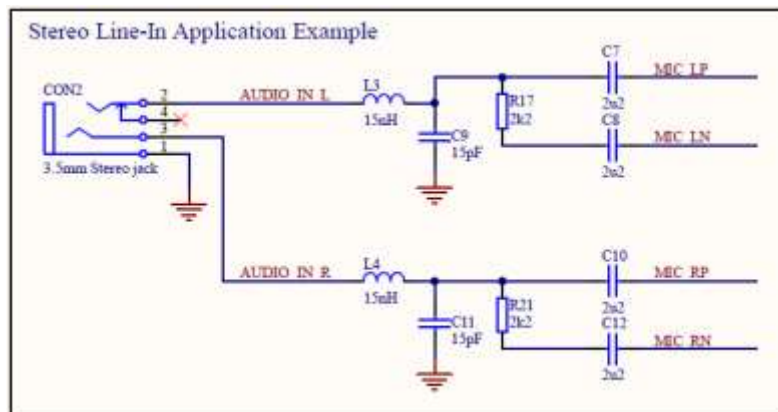 Stereo Line-In Application Example
CON2
2
4
3
1
3.5mm Stereo jack
AUDIO IN L
L3
15nH
C9
15pF
R17
2k2
C7
2u2
MIC LP
C8
2u2
MIC LN
AUDIO IN R
L4
15nH
C11
15pF
R21
2k2
C10
2u2
MIC RP
C12
2u2
MIC RN